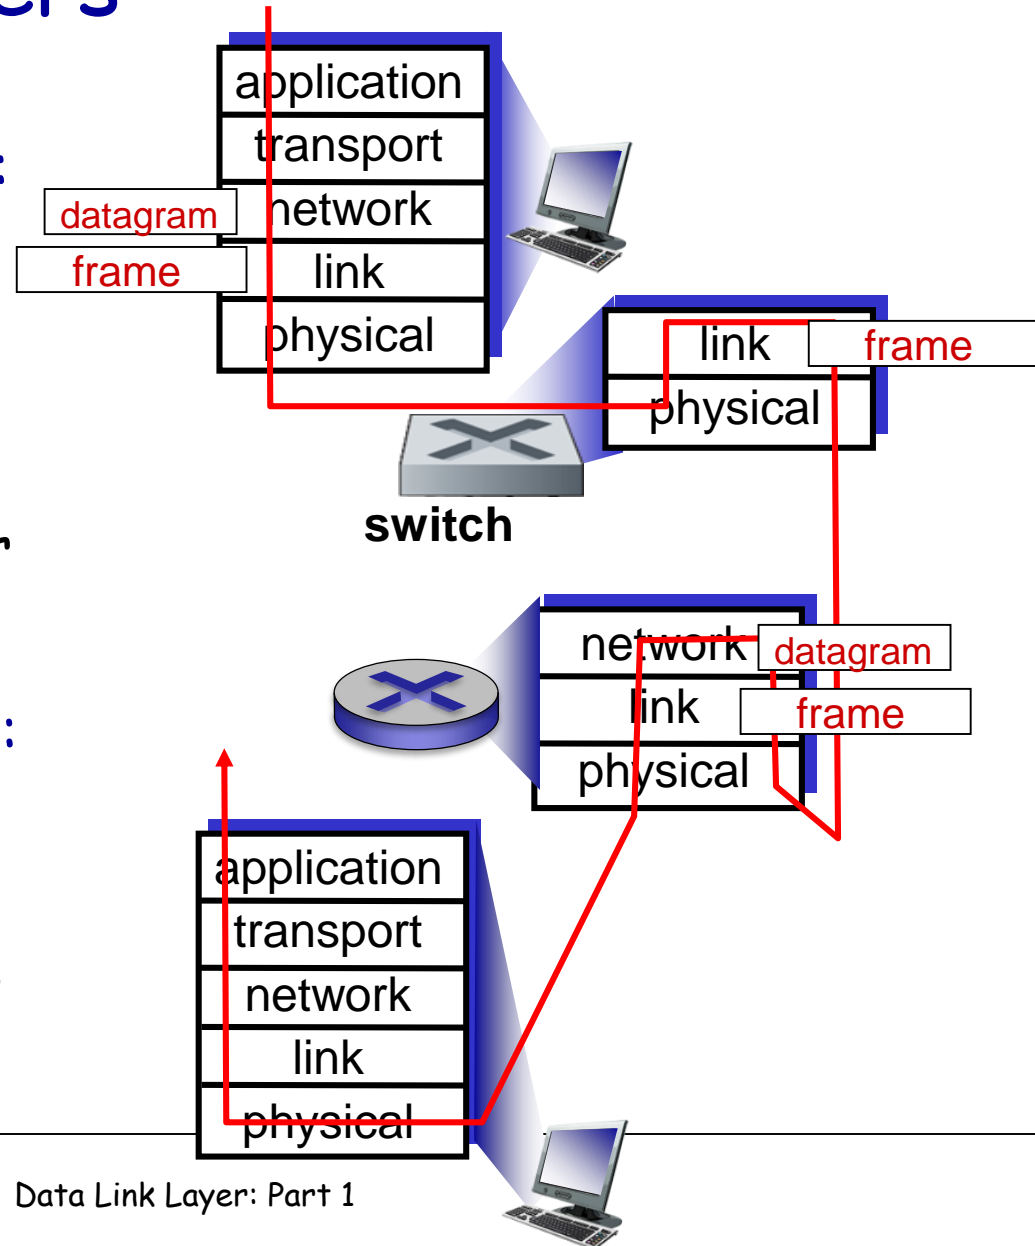 application
transport
datagram
network
frame
link
physical
link
frame
physical
switch
network
datagram
link
frame
physical
application
transport
network
link
physical
Data Link Layer: Part 1